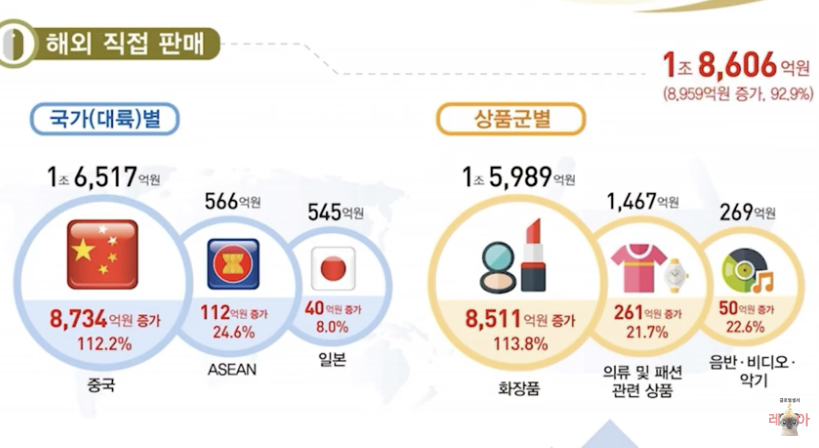 해외 직접 판매
1조 8,606억원
(8,959억원 증가, 92.9%)
국가(대륙)별
상품군별
1조 6,517억원
566억원
545억원
8,734억원 증가
112.2%
112억원 증가
24.6%
40억원 증가
8.0%
중국
ASEAN
일본
1조 5,989억원
1,467억원
269억원
8,511억원 증가
113.8%
261억원 증가
21.7%
50억원 증가
22.6%
화장품
의류 및 패션
관련 상품
음반·비디오·
악기
글로벌셀러
레 아